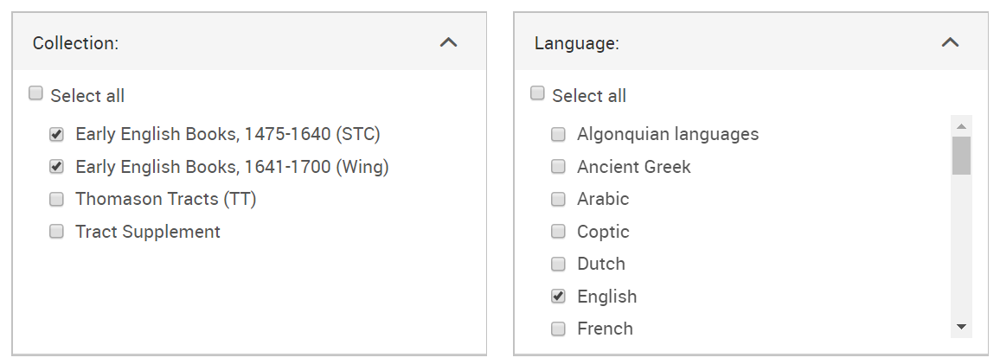 Collection:
Select all
Early English Books, 1475-1640 (STC)
Early English Books, 1641-1700 (Wing)
Thomason Tracts (TT)
Tract Supplement
Language:
Select all
Algonquian languages
Ancient Greek
Arabic
Coptic
Dutch
English
French